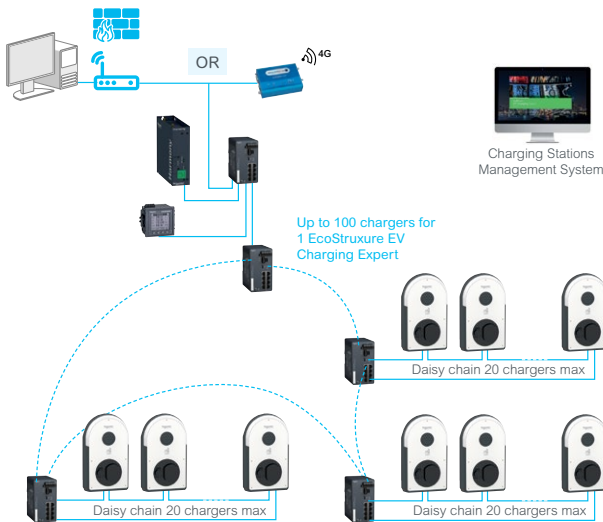 OR
4G
Charging Stations
Management System
Up to 100 chargers for
1 EcoStruxure EV
Charging Expert
Daisy chain 20 chargers max
Daisy chain 20 chargers max
Daisy chain 20 chargers max